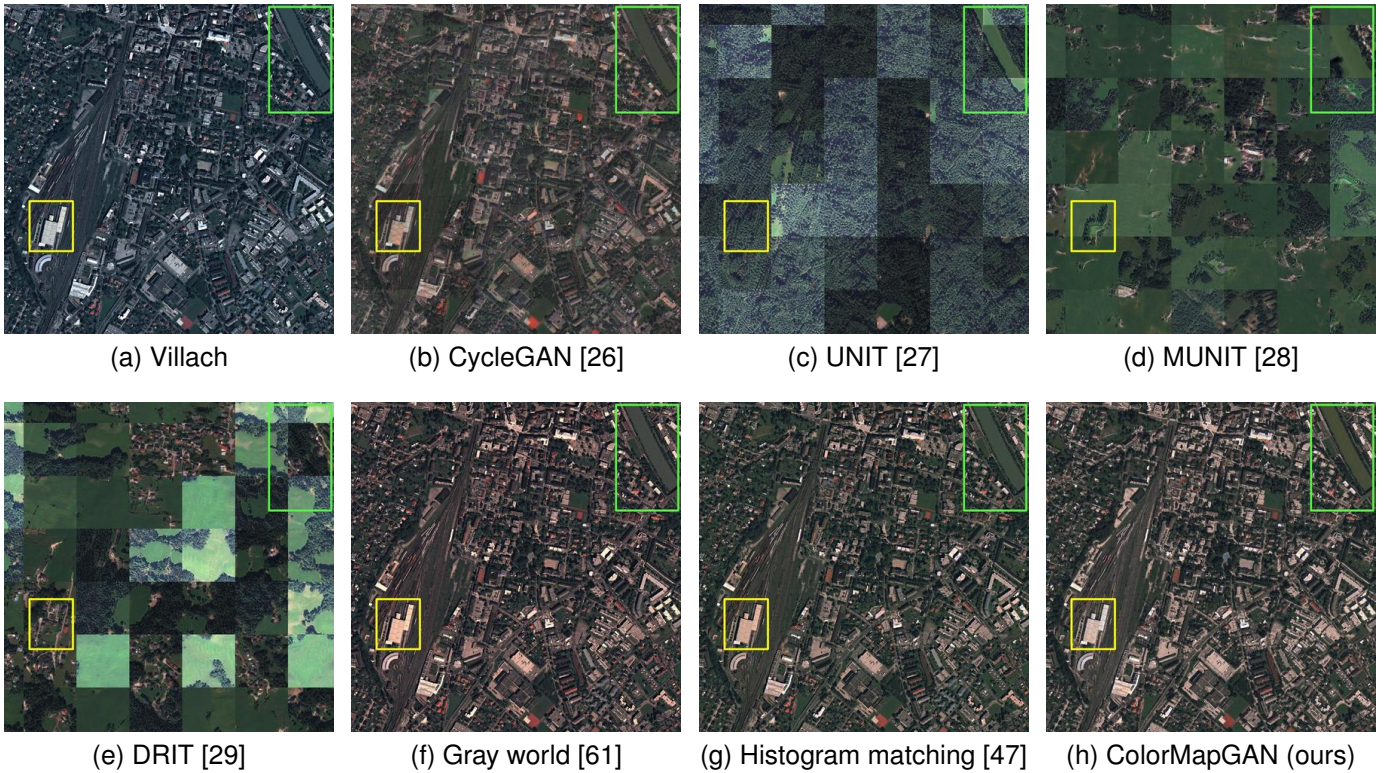 (a) Villach
(b) CycleGAN [26]
(c) UNIT [27]
(d) MUNIT [28]
(e) DRIT [29]
(f) Gray world [61]
(g) Histogram matching [47]
(h) ColorMapGAN (ours)